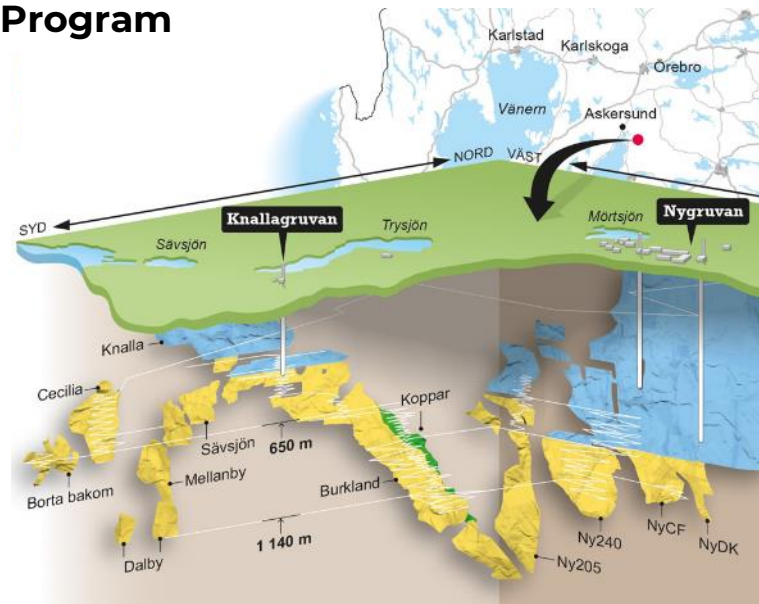 Program
Karlstad
Karlskoga
Örebro
Vänern
Askersund
NORD
VÄST
SYD
Knallagruvan
Nygruvan
Sävsjön
Trysjön
Mörtsjön
Knalla
Cecilia
Koppar
Sävsjön
650 m
Mellanby
Borta bakom
Burkland
Dalby
1 140 m
Ny205
Ny240
NyCF
NyDK